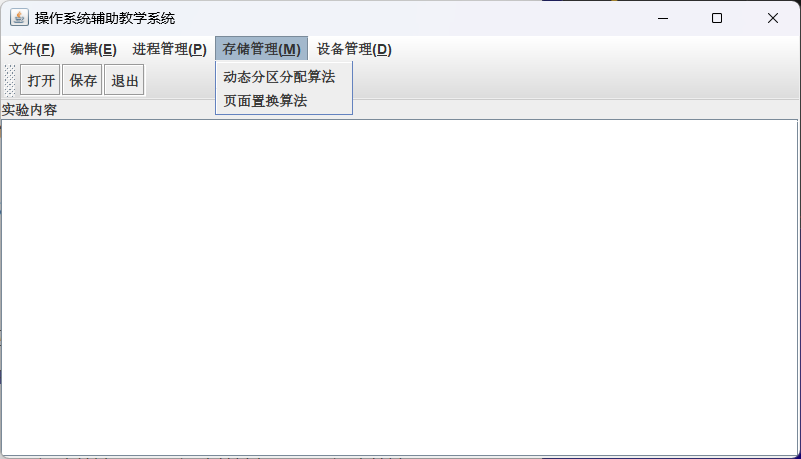 操作系统辅助教学系统
文件(F) 编辑(E) 进程管理(P) 存储管理(M) 设备管理(D)
动态分区分配算法
页面置换算法
打开 保存 退出
实验内容